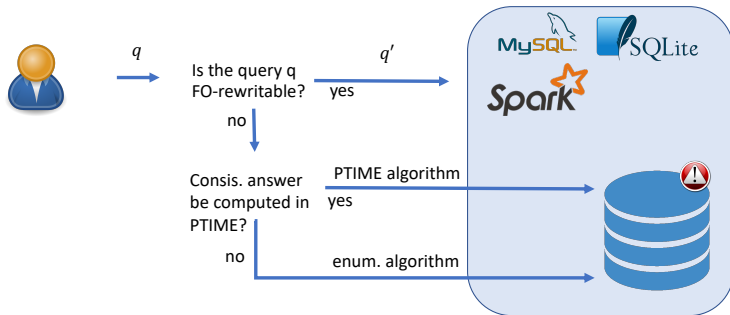 q
Is the query q
FO-rewritable?
q′
yes
no
MySQL™
SQLite
Spark
Consis. answer
be computed in
PTIME?
PTIME algorithm
yes
no
enum. algorithm
!